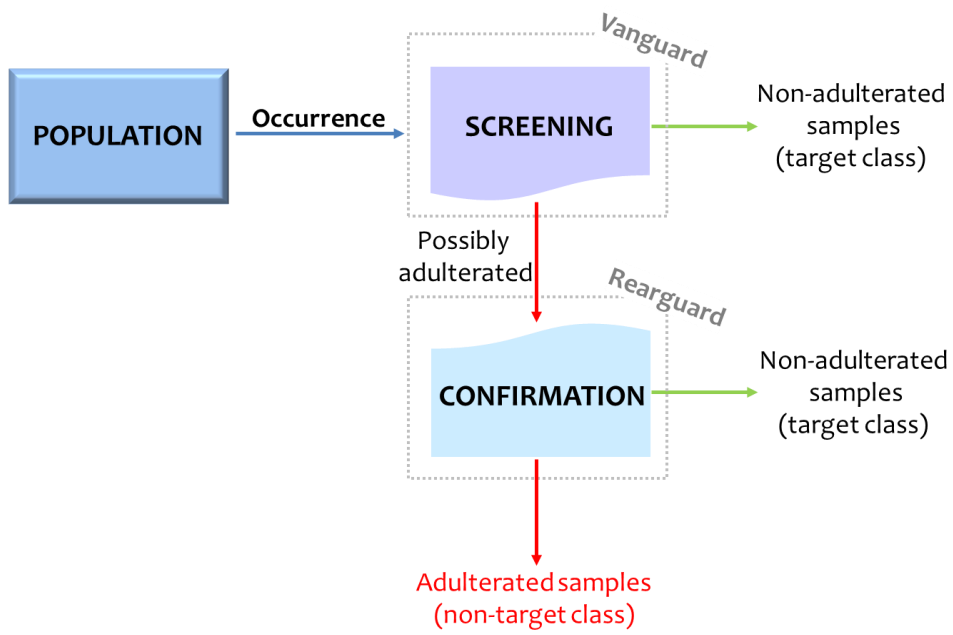 Vanguard
POPULATION
Occurrence
SCREENING
Non-adulterated
samples
(target class)
Possibly
adulterated
Rearguard
CONFIRMATION
Non-adulterated
samples
(target class)
Adulterated samples
(non-target class)